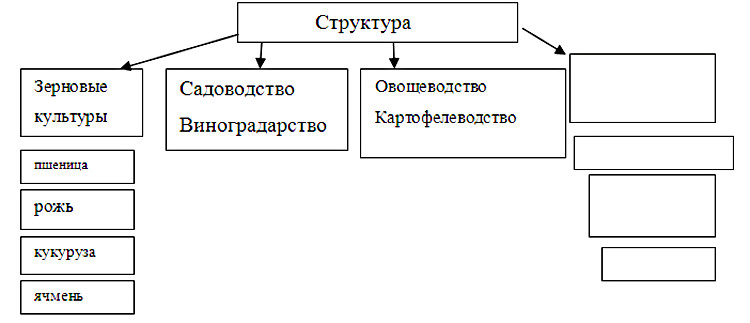 Структура
Зерновые
культуры
Садоводство
Виноградарство
Овощеводство
Картофелеводство
пшеница
рожь
кукуруза
ячмень